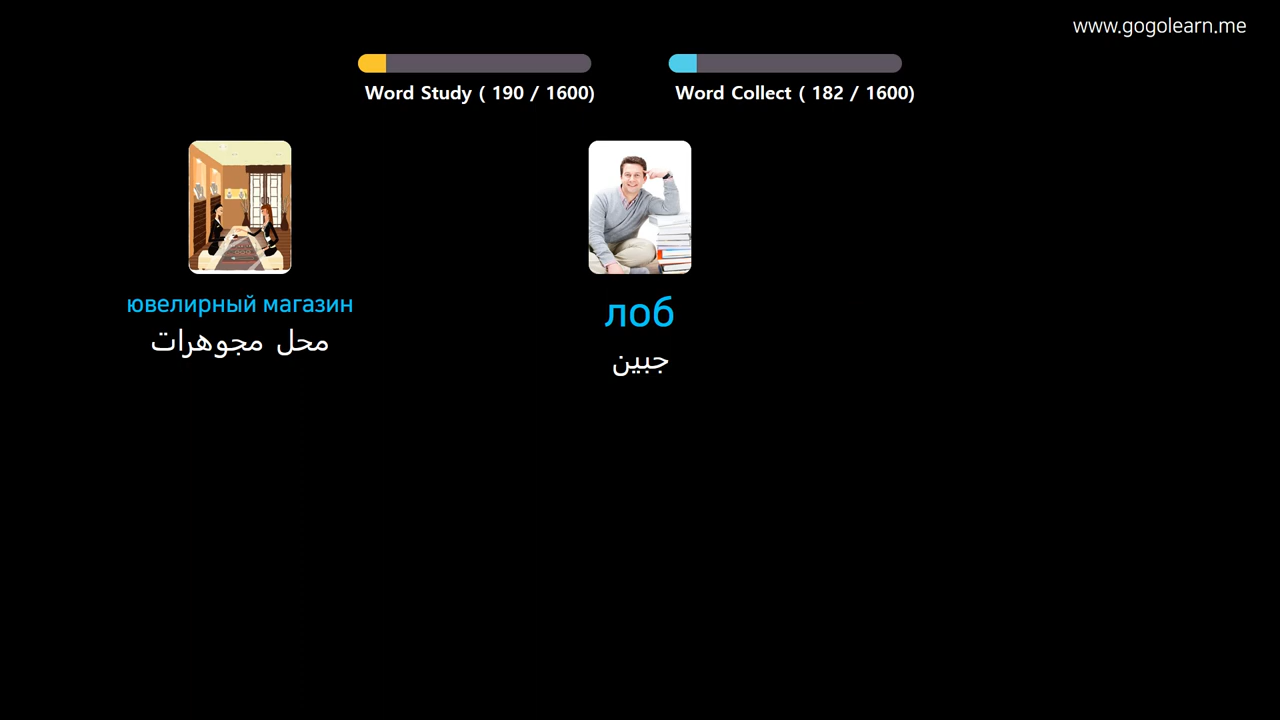 www.gogolearn.me
Word Study ( 190 / 1600)
Word Collect ( 182 / 1600)
ювелирный магазин
محل مجوهرات
лоб
جبين